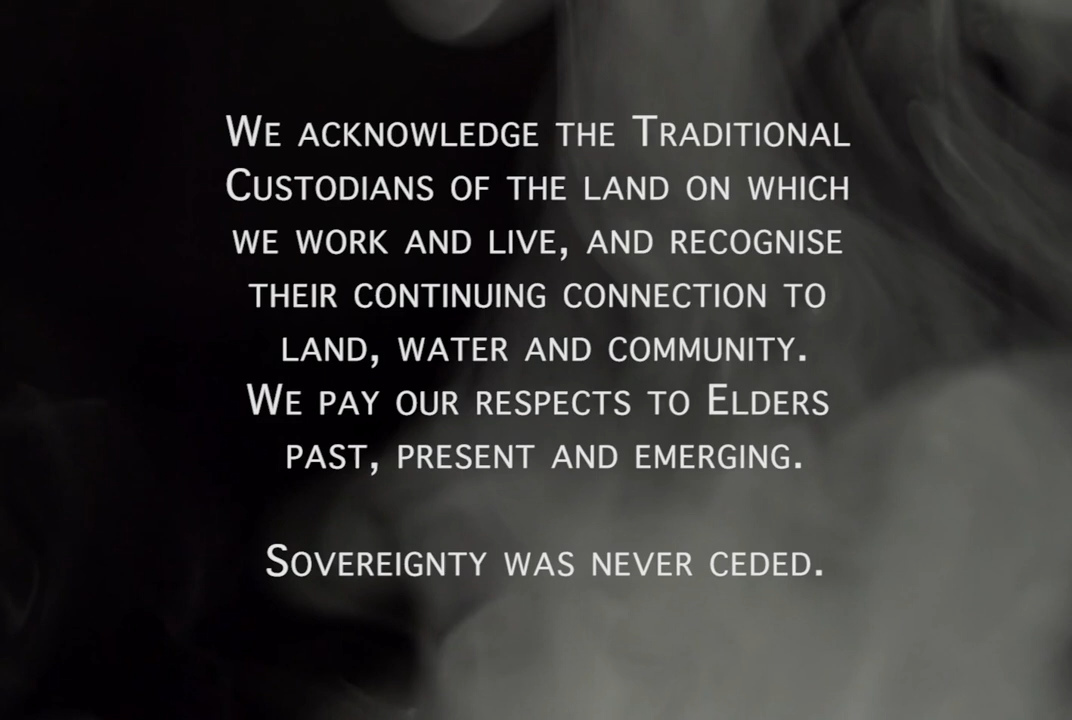 We acknowledge the Traditional
Custodians of the land on which
we work and live, and recognise
their continuing connection to
land, water and community.
We pay our respects to Elders
past, present and emerging.
Sovereignty was never ceded.